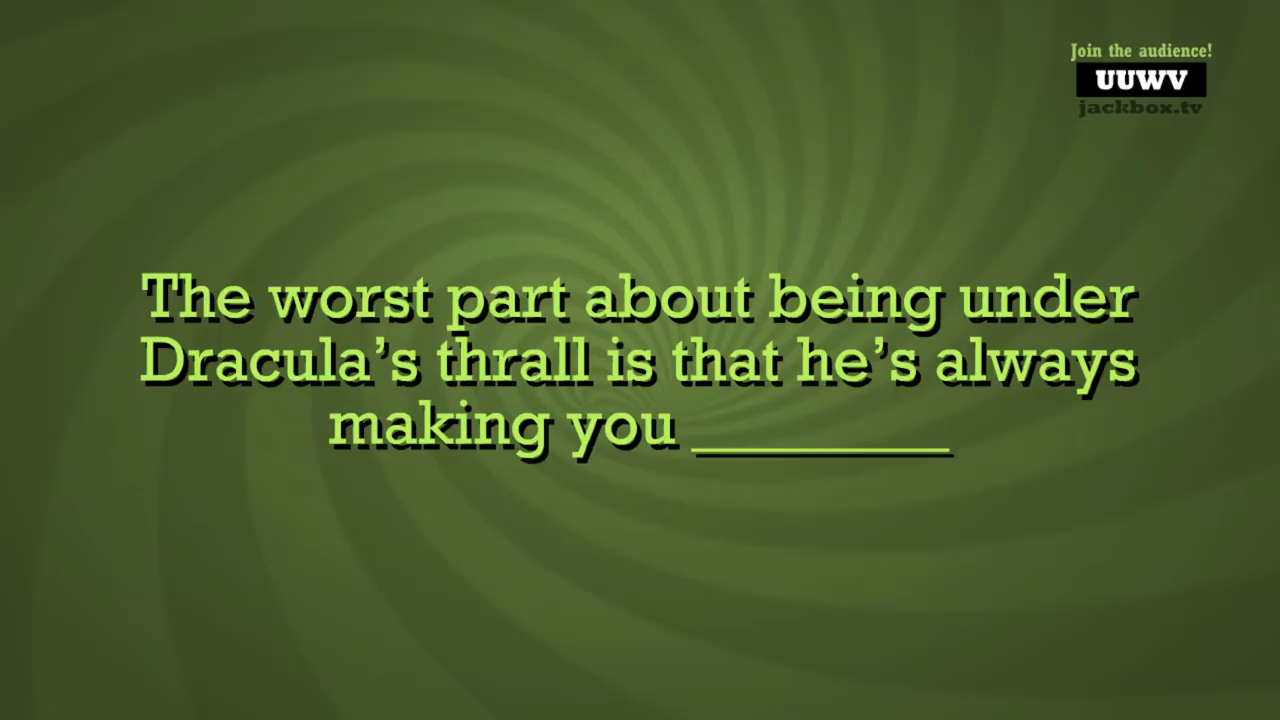 Join the audience!
UUWV
jackbox.tv
The worst part about being under
Dracula’s thrall is that he’s always
making you _________